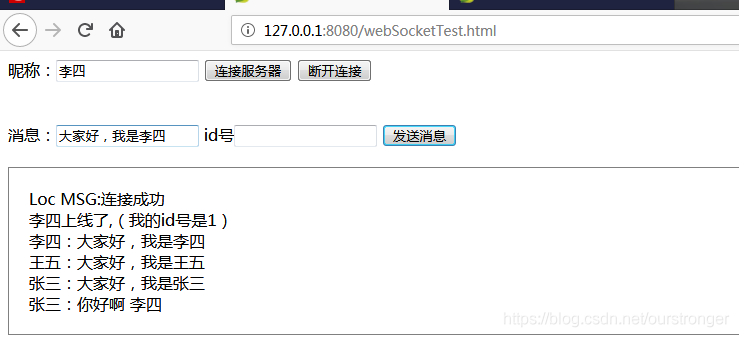 127.0.0.1:8080/webSocketTest.html
昵称：李四 连接服务器 断开连接
消息：大家好，我是李四 id号 发送消息
Loc MSG:连接成功
李四上线了,（我的id号是1）
李四：大家好，我是李四
王五：大家好，我是王五
张三：大家好，我是张三
张三：你好啊 李四
https://blog.csdn.net/ourstronger